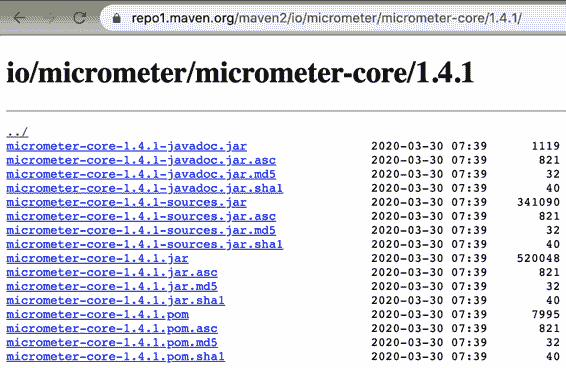 repo1.maven.org/maven2/io/micrometer/micrometer-core/1.4.1/
io/micrometer/micrometer-core/1.4.1
../
micrometer-core-1.4.1-javadoc.jar 2020-03-30 07:39 1119
micrometer-core-1.4.1-javadoc.jar.asc 2020-03-30 07:39 821
micrometer-core-1.4.1-javadoc.jar.md5 2020-03-30 07:39 32
micrometer-core-1.4.1-javadoc.jar.sha1 2020-03-30 07:39 40
micrometer-core-1.4.1-sources.jar 2020-03-30 07:39 341090
micrometer-core-1.4.1-sources.jar.asc 2020-03-30 07:39 821
micrometer-core-1.4.1-sources.jar.md5 2020-03-30 07:39 32
micrometer-core-1.4.1-sources.jar.sha1 2020-03-30 07:39 40
micrometer-core-1.4.1.jar 2020-03-30 07:39 520048
micrometer-core-1.4.1.jar.asc 2020-03-30 07:39 821
micrometer-core-1.4.1.jar.md5 2020-03-30 07:39 32
micrometer-core-1.4.1.jar.sha1 2020-03-30 07:39 40
micrometer-core-1.4.1.pom 2020-03-30 07:39 7995
micrometer-core-1.4.1.pom.asc 2020-03-30 07:39 821
micrometer-core-1.4.1.pom.md5 2020-03-30 07:39 32
micrometer-core-1.4.1.pom.sha1 2020-03-30 07:39 40